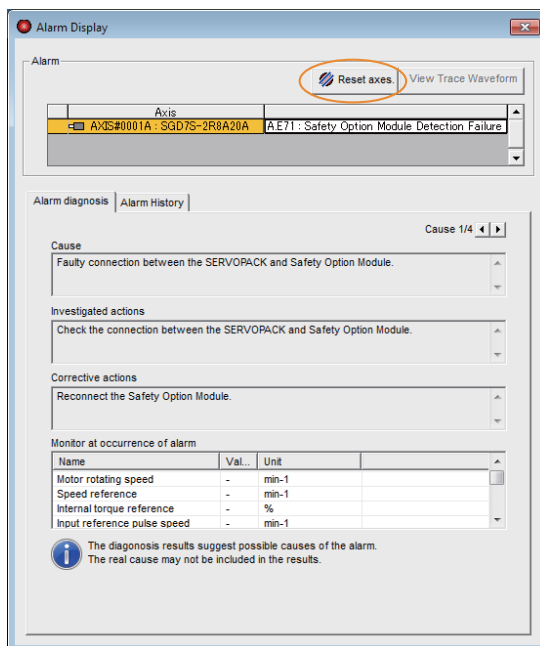 Alarm Display
Alarm
Reset axes.
View Trace Waveform
Axis
AXIS#0001A : SGD7S-2R8A20A
A.E71 : Safety Option Module Detection Failure
Alarm diagnosis
Alarm History
Cause 1/4
Cause
Faulty connection between the SERVOPACK and Safety Option Module.
Investigated actions
Check the connection between the SERVOPACK and Safety Option Module.
Corrective actions
Reconnect the Safety Option Module.
Monitor at occurrence of alarm
Name Val... Unit
Motor rotating speed - min-1
Speed reference - min-1
Internal torque reference - %
Input reference pulse speed - min-1
The diagonosis results suggest possible causes of the alarm.
The real cause may not be included in the results.